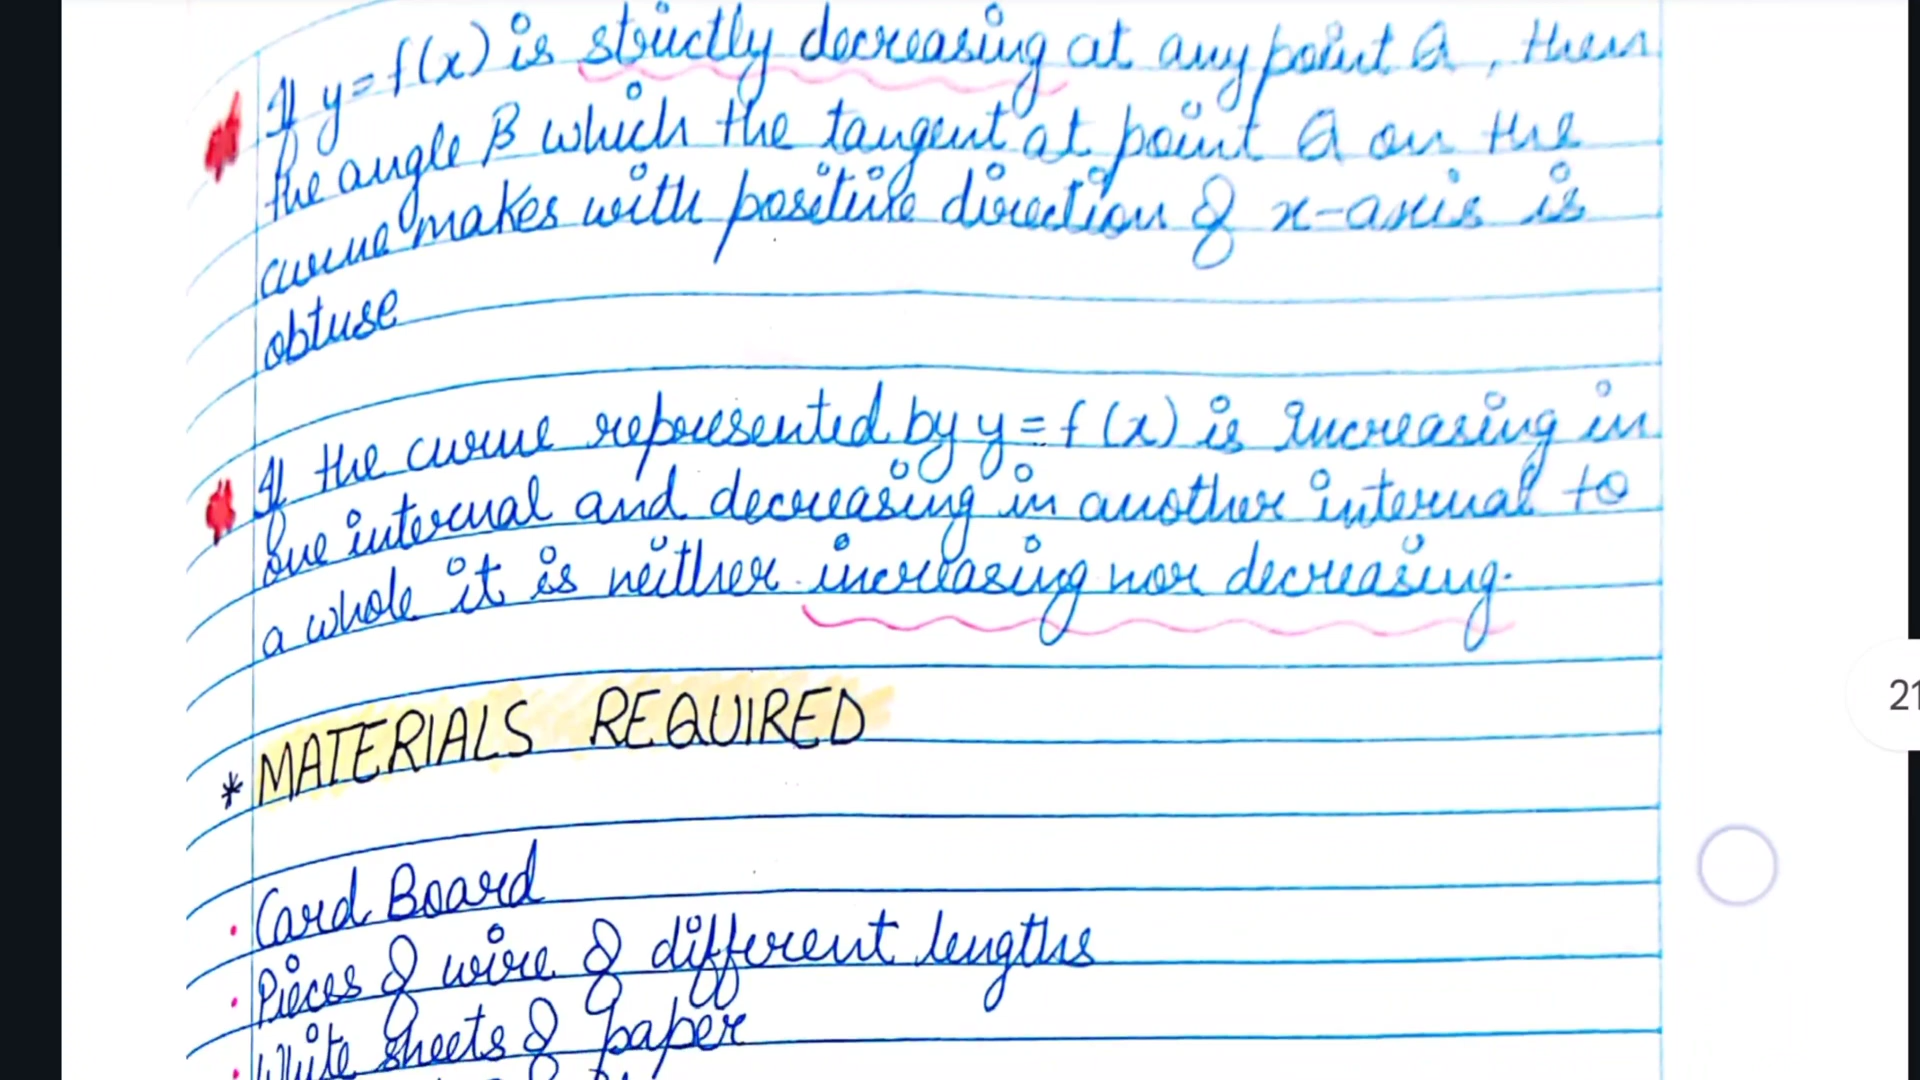 If y=f(x) is strictly decreasing at any point Q, then
the angle β which the tangent at point Q on the
curve makes with positive direction of x-axis is
obtuse
If the curve represented by y=f(x) is increasing in
one interval and decreasing in another interval to
a whole it is neither increasing nor decreasing.
* MATERIALS REQUIRED
· Card Board
· Pieces of wire of different lengths
· White sheets of paper
21